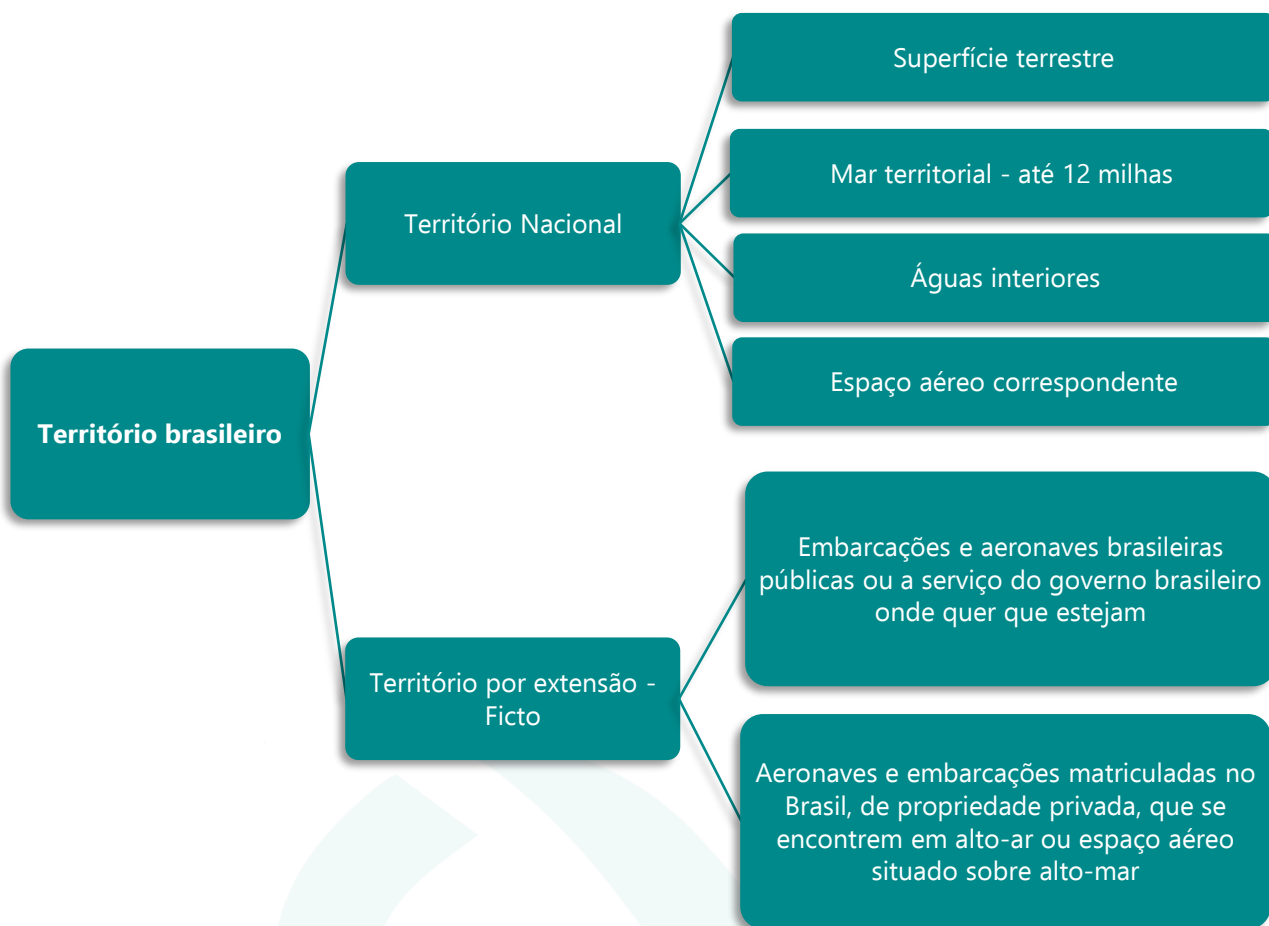 Território brasileiro
Território Nacional
Superfície terrestre
Mar territorial - até 12 milhas
Águas interiores
Espaço aéreo correspondente
Território por extensão -
Ficto
Embarcações e aeronaves brasileiras
públicas ou a serviço do governo brasileiro
onde quer que estejam
Aeronaves e embarcações matriculadas no
Brasil, de propriedade privada, que se
encontrem em alto-ar ou espaço aéreo
situado sobre alto-mar